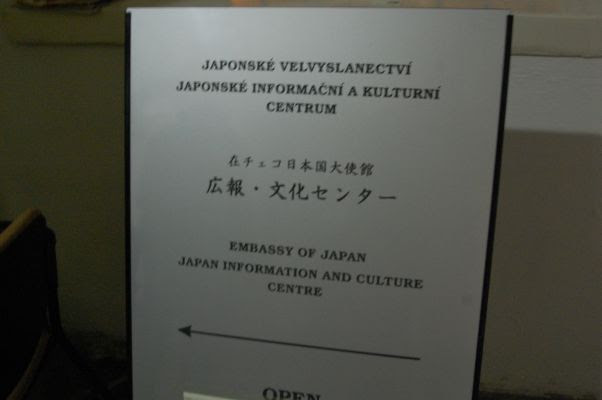 JAPONSKÉ VELVYSLANECTVÍ
JAPONSKÉ INFORMAČNÍ A KULTURNÍ
CENTRUM
在チェコ日本国大使館
広報・文化センター
EMBASSY OF JAPAN
JAPAN INFORMATION AND CULTURE
CENTRE
OPEN